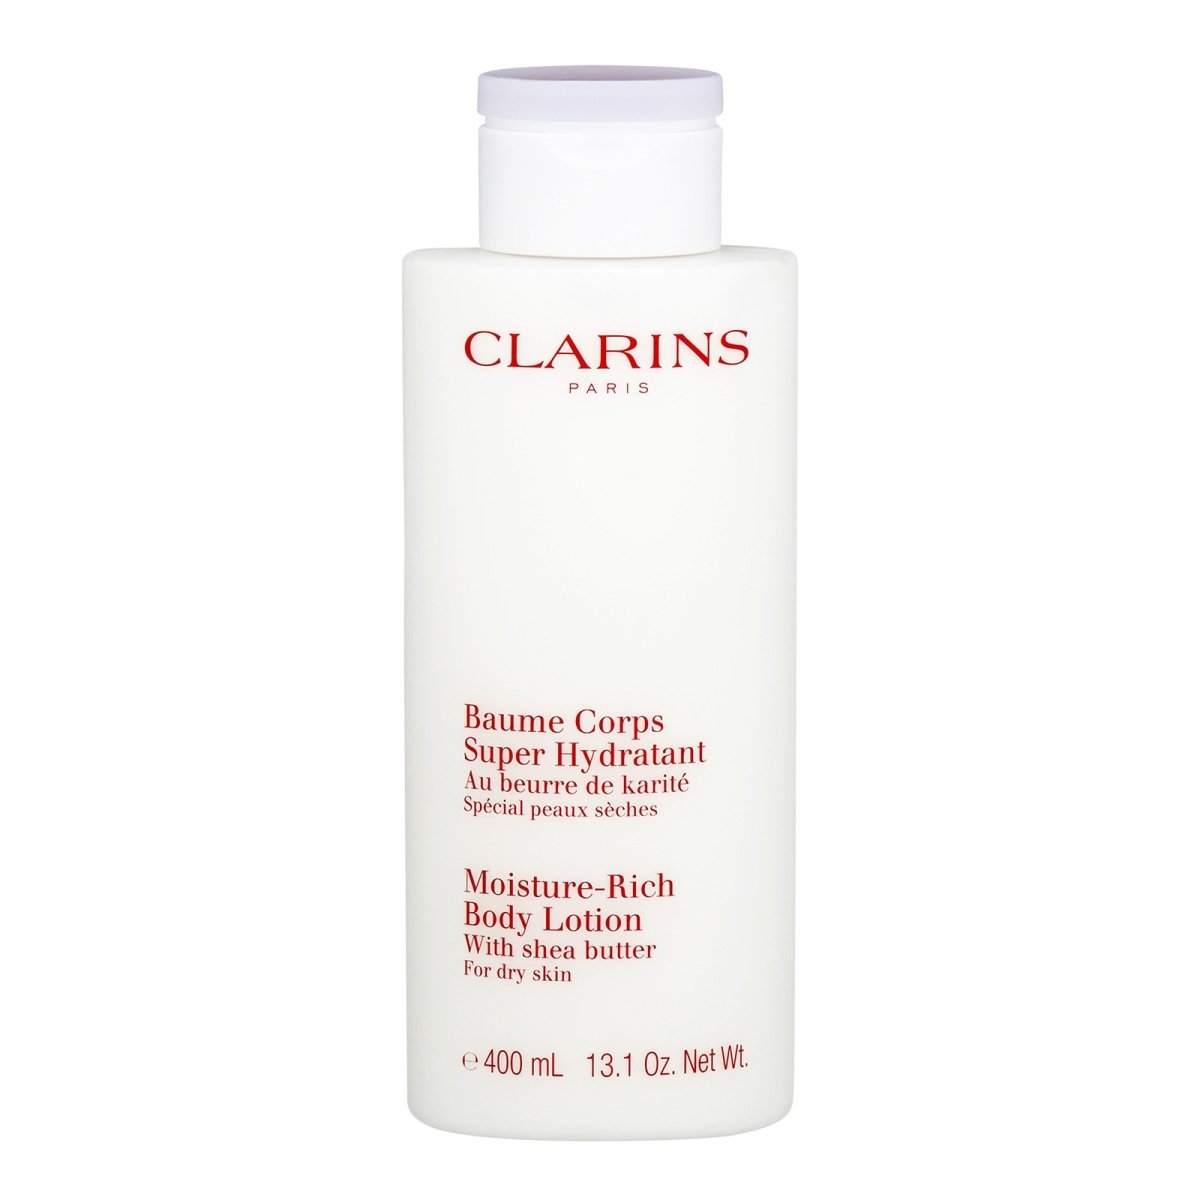 CLARINS
PARIS
Baume Corps
Super Hydratant
Au beurre de karité
Spécial peaux sèches
Moisture-Rich
Body Lotion
With shea butter
For dry skin
℮ 400 mL 13.1 Oz. Net Wt.